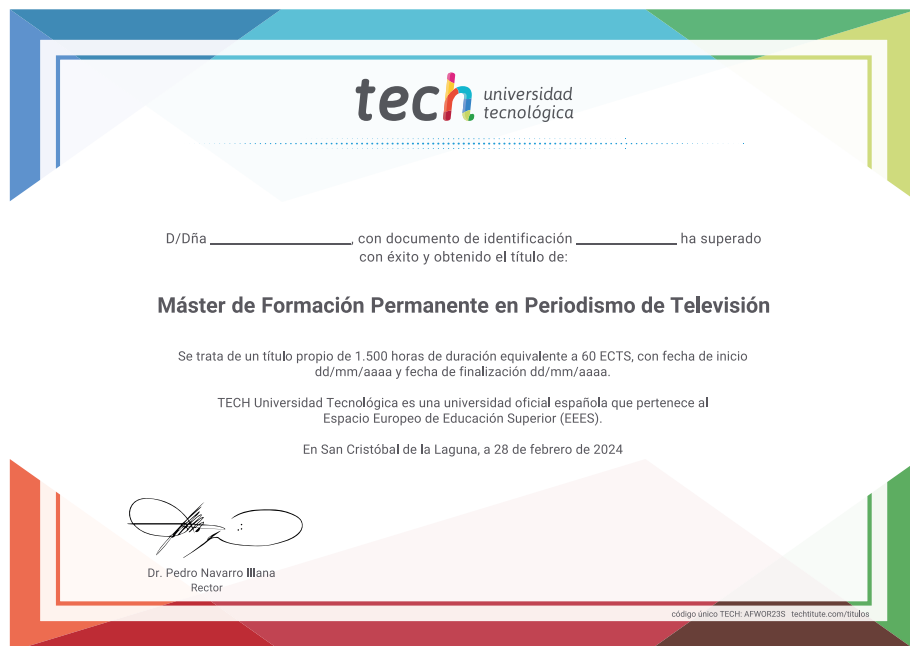 tech universidad
tecnológica
D/Dña ____________________, con documento de identificación ______________ ha superado
con éxito y obtenido el título de:
Máster de Formación Permanente en Periodismo de Televisión
Se trata de un título propio de 1.500 horas de duración equivalente a 60 ECTS, con fecha de inicio
dd/mm/aaaa y fecha de finalización dd/mm/aaaa.
TECH Universidad Tecnológica es una universidad oficial española que pertenece al
Espacio Europeo de Educación Superior (EEES).
En San Cristóbal de la Laguna, a 28 de febrero de 2024
Dr. Pedro Navarro Illana
Rector
código único TECH: AFWOR23S techtitute.com/titulos